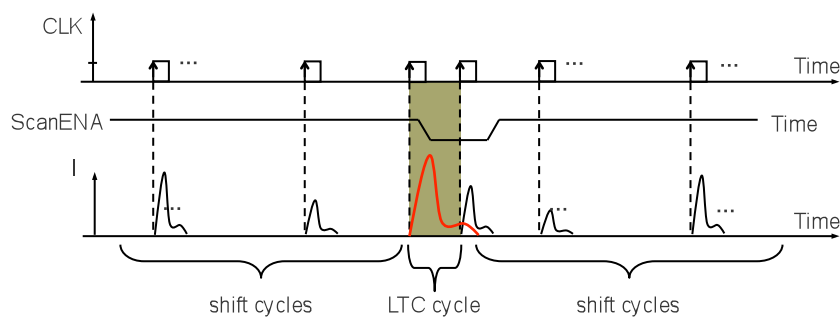 CLK
... ... ... ...
Time
ScanENA
Time
I
... ... ...
Time
shift cycles
LTC cycle
shift cycles